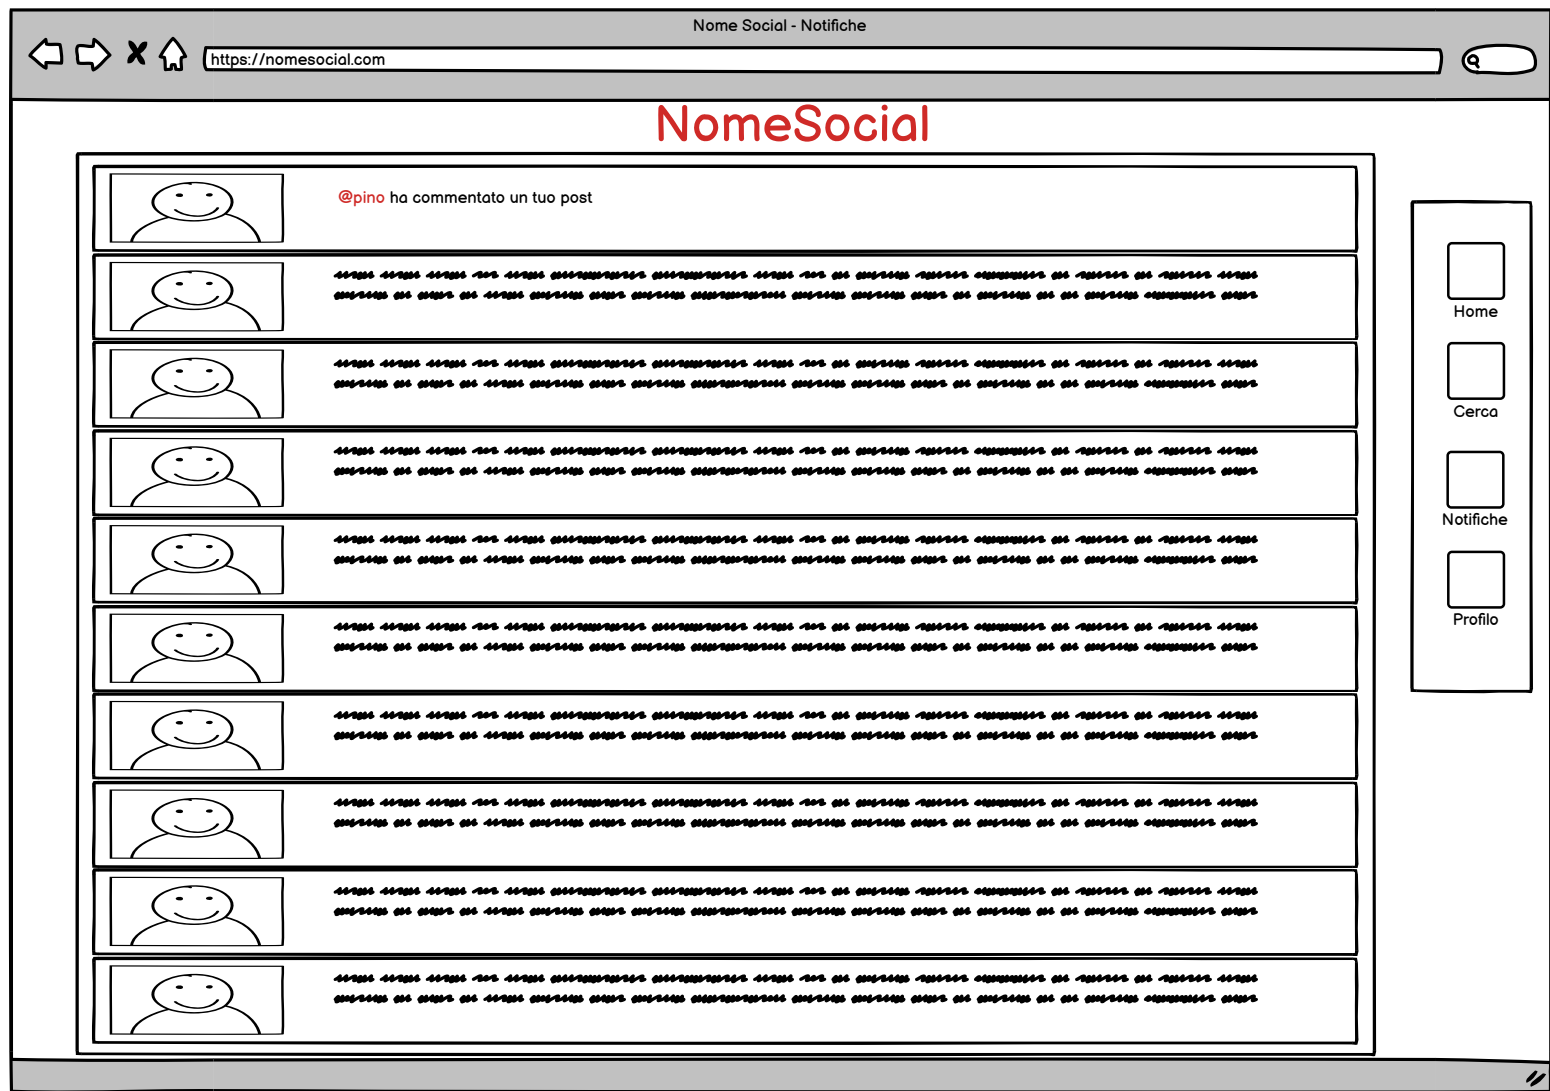 Nome Social - Notifiche
https://nomesocial.com
NomeSocial
@pino ha commentato un tuo post
Home
Cerca
Notifiche
Profilo